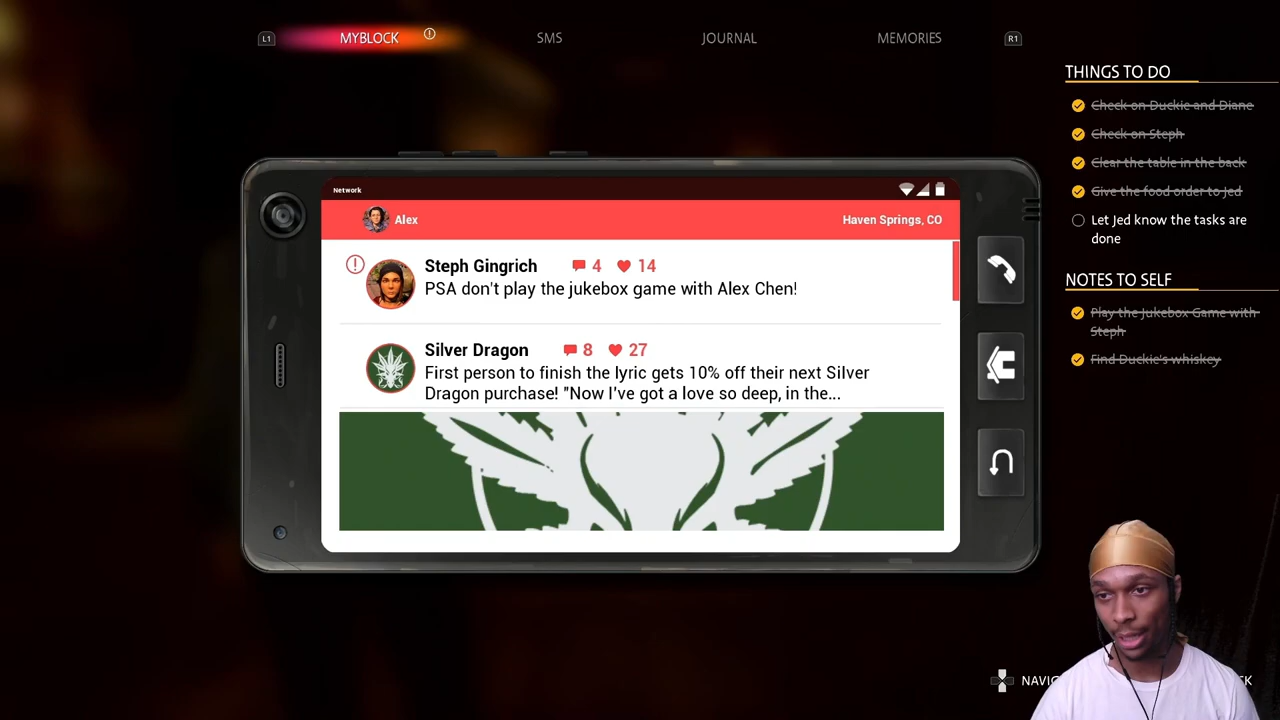 L1
MYBLOCK
SMS
JOURNAL
MEMORIES
R1
THINGS TO DO
Check on Duckie and Diane
Check on Steph
Clear the table in the back
Give the food order to Jed
Let Jed know the tasks are
done
NOTES TO SELF
Play the Jukebox Game with
Steph
Find Duckie's whiskey
Network
Alex
Haven Springs, CO
Steph Gingrich 4 14
PSA don't play the jukebox game with Alex Chen!
Silver Dragon 8 27
First person to finish the lyric gets 10% off their next Silver
Dragon purchase! "Now I've got a love so deep, in the...